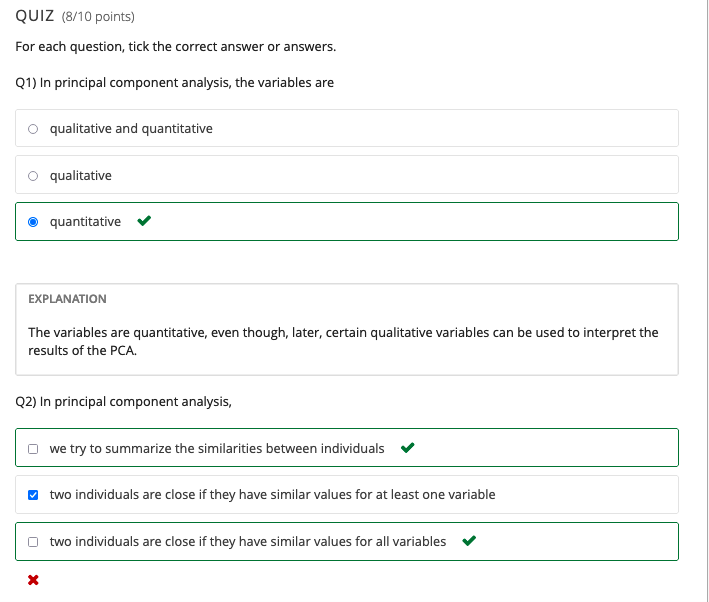 QUIZ (8/10 points)
For each question, tick the correct answer or answers.
Q1) In principal component analysis, the variables are
qualitative and quantitative
qualitative
quantitative
EXPLANATION
The variables are quantitative, even though, later, certain qualitative variables can be used to interpret the
results of the PCA.
Q2) In principal component analysis,
we try to summarize the similarities between individuals
two individuals are close if they have similar values for at least one variable
two individuals are close if they have similar values for all variables